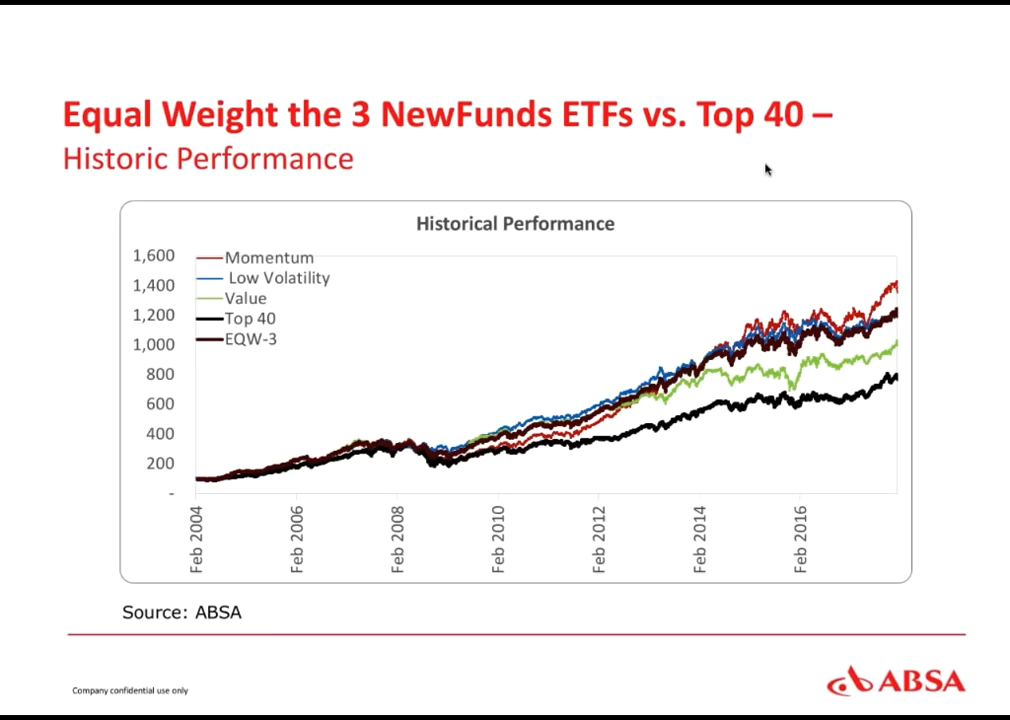 Equal Weight the 3 NewFunds ETFs vs. Top 40 –
Historic Performance
Historical Performance
1,600
1,400
1,200
1,000
800
600
400
200
-
Momentum
Low Volatility
Value
Top 40
EQW-3
Feb 2004
Feb 2006
Feb 2008
Feb 2010
Feb 2012
Feb 2014
Feb 2016
Source: ABSA
Company confidential use only
ABSA